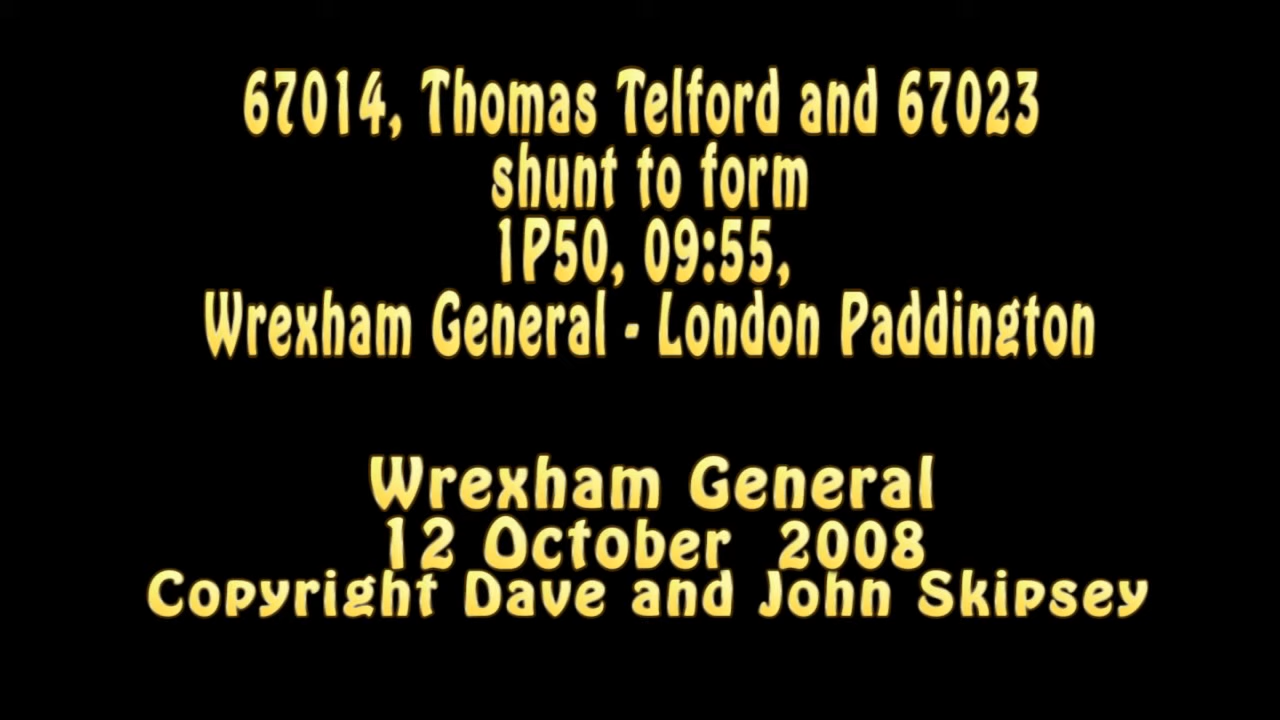 67014, Thomas Telford and 67023
shunt to form
1P50, 09:55,
Wrexham General - London Paddington
Wrexham General
12 October 2008
Copyright Dave and John Skipsey